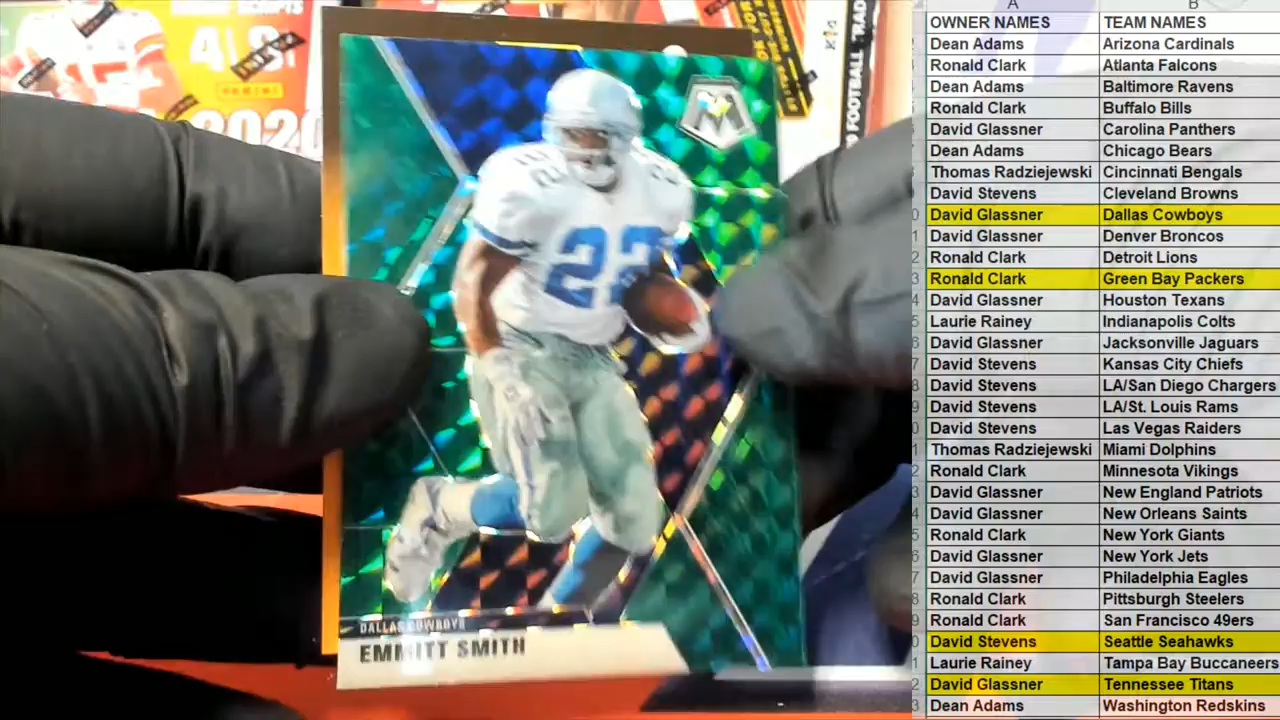 4 8
PANINI
2020
FOOTBALL
22
22
DALLAS COWBOYS
EMMITT SMITH
A B
OWNER NAMES TEAM NAMES
Dean Adams Arizona Cardinals
Ronald Clark Atlanta Falcons
Dean Adams Baltimore Ravens
Ronald Clark Buffalo Bills
David Glassner Carolina Panthers
Dean Adams Chicago Bears
Thomas Radziejewski Cincinnati Bengals
David Stevens Cleveland Browns
David Glassner Dallas Cowboys
David Glassner Denver Broncos
Ronald Clark Detroit Lions
Ronald Clark Green Bay Packers
David Glassner Houston Texans
Laurie Rainey Indianapolis Colts
David Glassner Jacksonville Jaguars
David Stevens Kansas City Chiefs
David Stevens LA/San Diego Chargers
David Stevens LA/St. Louis Rams
David Stevens Las Vegas Raiders
Thomas Radziejewski Miami Dolphins
Ronald Clark Minnesota Vikings
David Glassner New England Patriots
David Glassner New Orleans Saints
Ronald Clark New York Giants
David Glassner New York Jets
David Glassner Philadelphia Eagles
Ronald Clark Pittsburgh Steelers
Ronald Clark San Francisco 49ers
David Stevens Seattle Seahawks
Laurie Rainey Tampa Bay Buccaneers
David Glassner Tennessee Titans
Dean Adams Washington Redskins